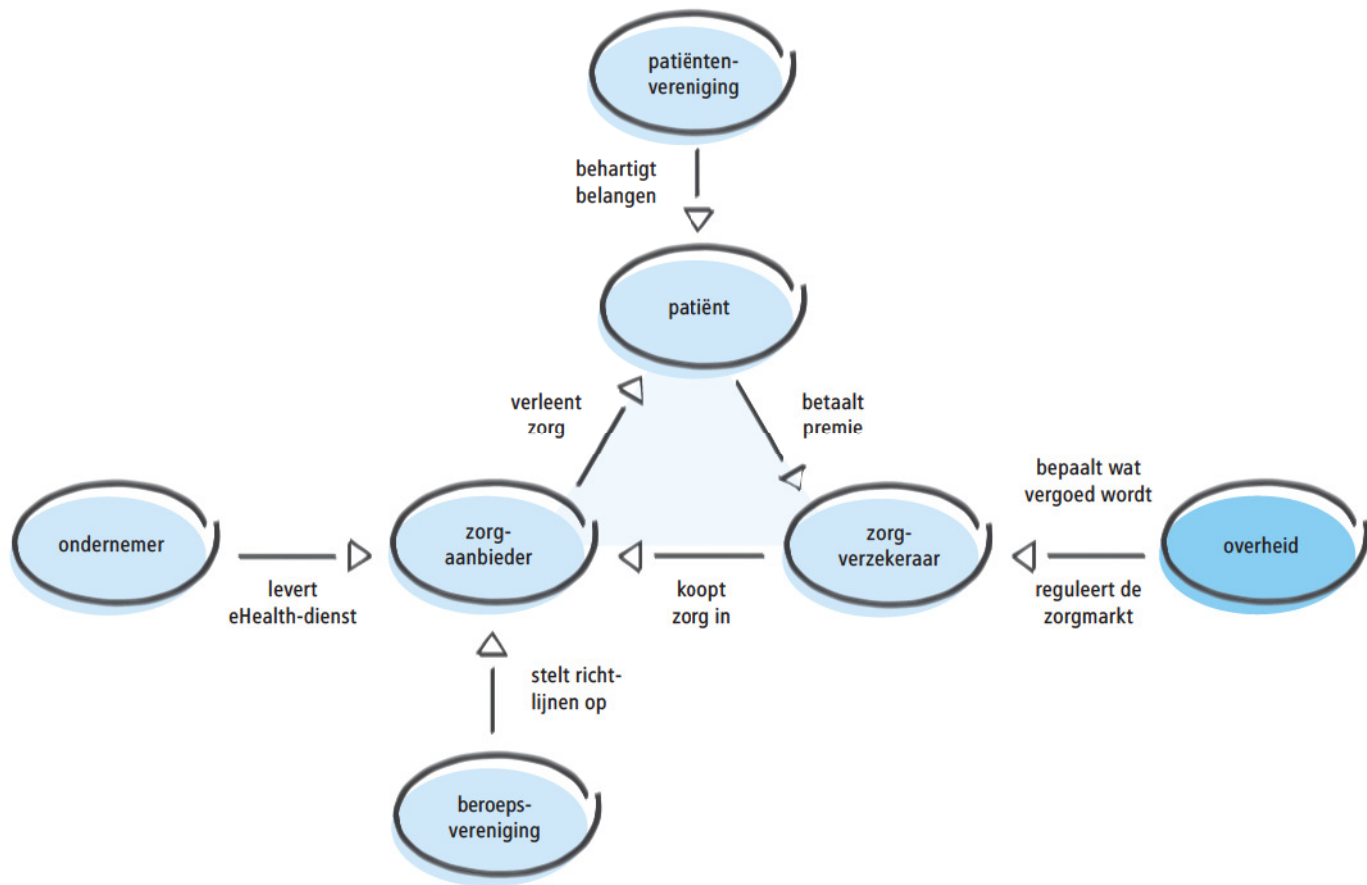 patiënten-
vereniging
behartigt
belangen
patiënt
verleent
zorg
betaalt
premie
bepaalt wat
vergoed wordt
ondernemer
zorg-
aanbieder
zorg-
verzekeraar
overheid
levert
eHealth-dienst
koopt
zorg in
reguleert de
zorgmarkt
stelt richt-
lijnen op
beroeps-
vereniging